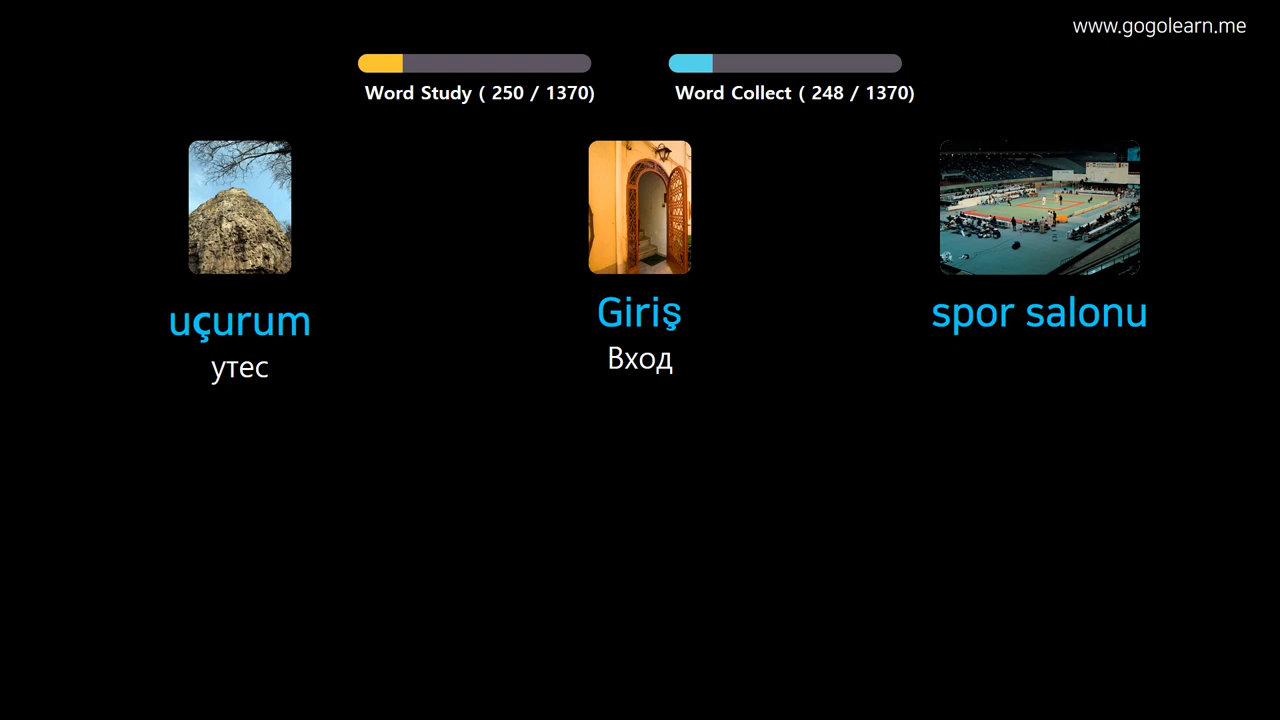 www.gogolearn.me
Word Study ( 250 / 1370)
Word Collect ( 248 / 1370)
uçurum
утес
Giriş
Вход
spor salonu